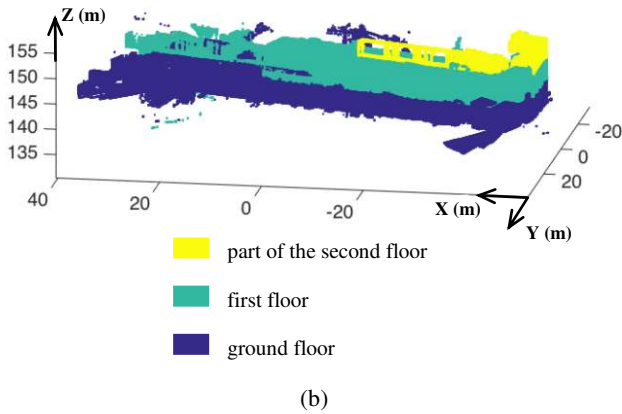 Z (m)
155
150
145
140
135
40
20
0
-20
X (m)
Y (m)
-20
0
20
part of the second floor
first floor
ground floor
(b)